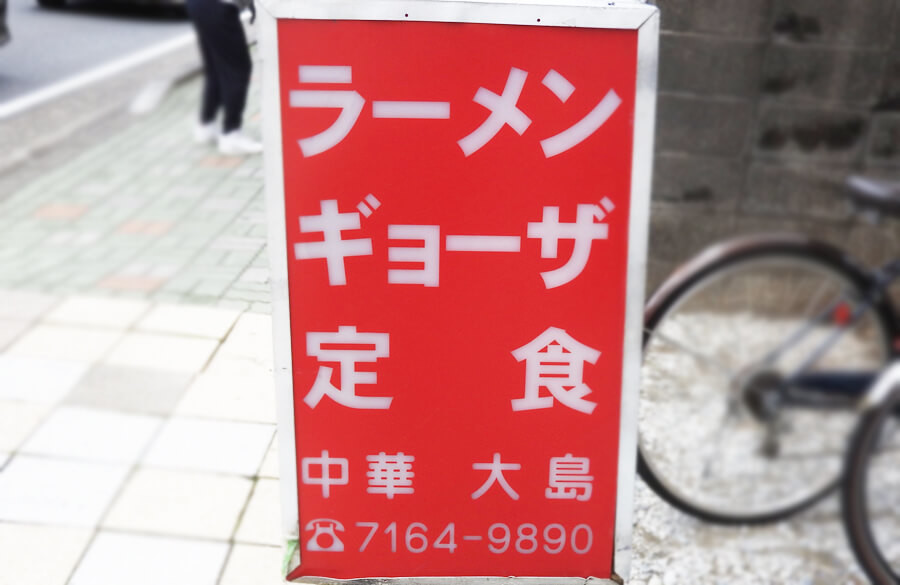 ラーメン
ギョーザ
定 食
中華 大島
☎7164-9890